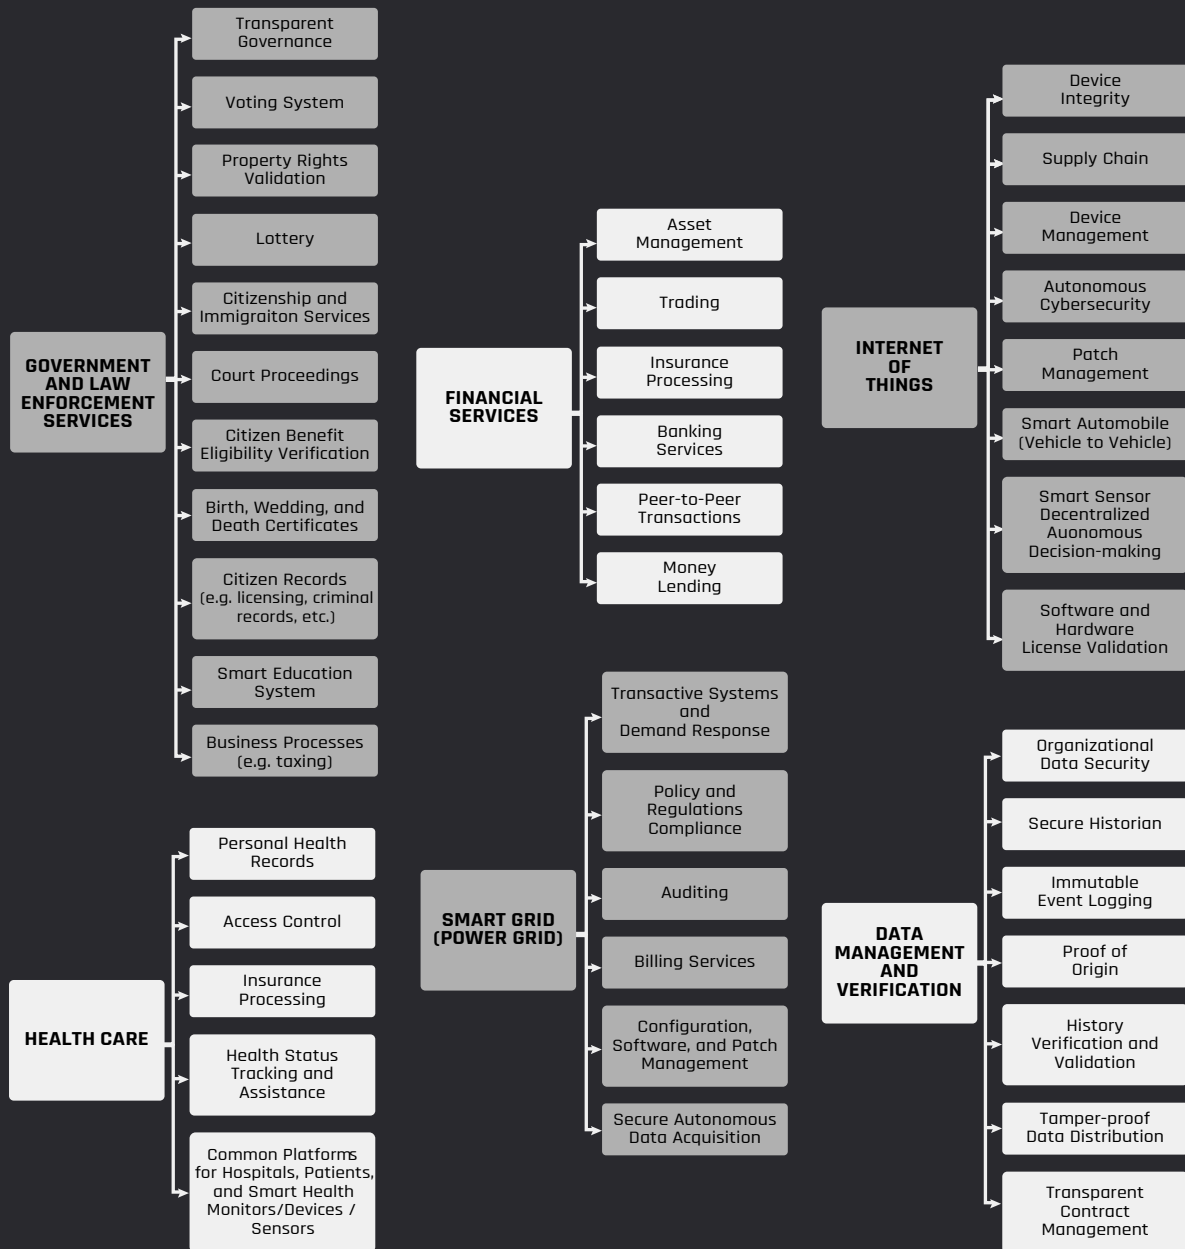 GOVERNMENT
AND LAW
ENFORCEMENT
SERVICES
Transparent
Governance
Voting System
Property Rights
Validation
Lottery
Citizenship and
Immigraiton Services
Court Proceedings
Citizen Benefit
Eligibility Verification
Birth, Wedding, and
Death Certificates
Citizen Records
(e.g. licensing, criminal
records, etc.)
Smart Education
System
Business Processes
(e.g. taxing)
HEALTH CARE
Personal Health
Records
Access Control
Insurance
Processing
Health Status
Tracking and
Assistance
Common Platforms
for Hospitals, Patients,
and Smart Health
Monitors/Devices /
Sensors
FINANCIAL
SERVICES
Asset
Management
Trading
Insurance
Processing
Banking
Services
Peer-to-Peer
Transactions
Money
Lending
SMART GRID
(POWER GRID)
Transactive Systems
and
Demand Response
Policy and
Regulations
Compliance
Auditing
Billing Services
Configuration,
Software, and Patch
Management
Secure Autonomous
Data Acquisition
INTERNET
OF
THINGS
Device
Integrity
Supply Chain
Device
Management
Autonomous
Cybersecurity
Patch
Management
Smart Automobile
(Vehicle to Vehicle)
Smart Sensor
Decentralized
Auonomous
Decision-making
Software and
Hardware
License Validation
DATA
MANAGEMENT
AND
VERIFICATION
Organizational
Data Security
Secure Historian
Immutable
Event Logging
Proof of
Origin
History
Verification and
Validation
Tamper-proof
Data Distribution
Transparent
Contract
Management